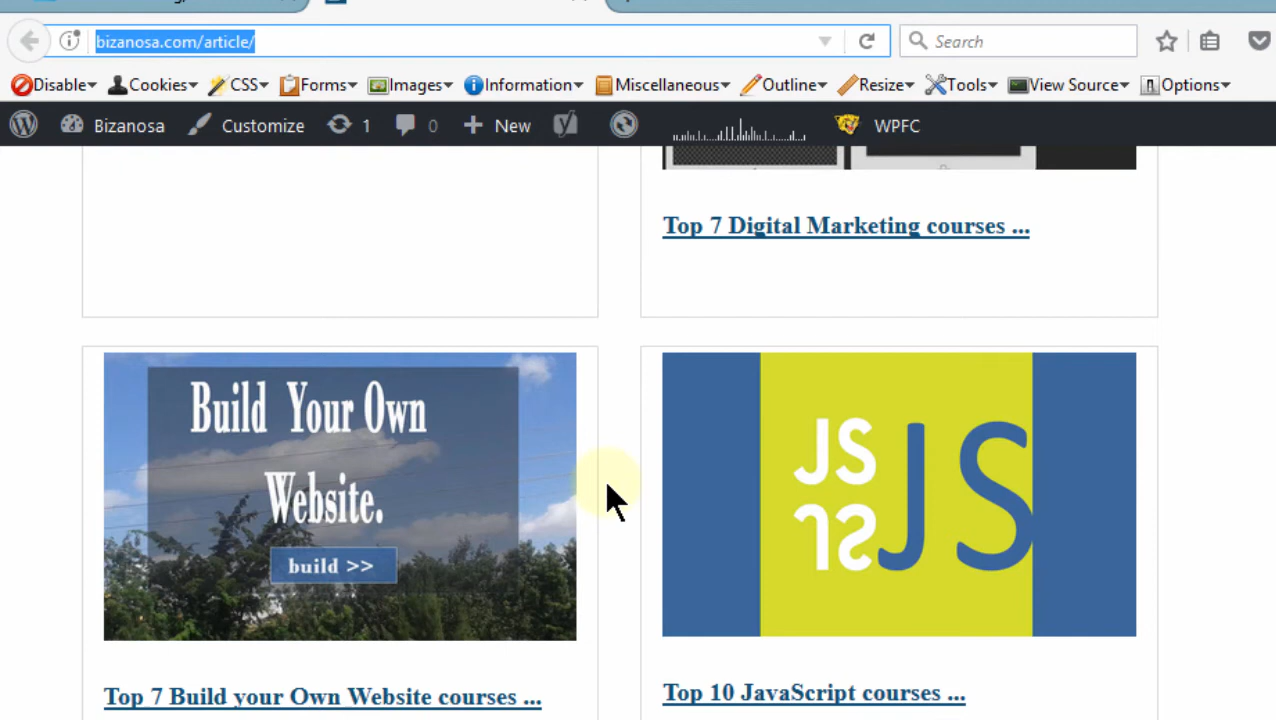 bizanosa.com/article/
Search
Disable Cookies CSS Forms Images Information Miscellaneous Outline Resize Tools View Source Options
Bizanosa Customize 1 0 New WPFC
Top 7 Digital Marketing courses ...
Build Your Own
Website.
build >>
JS JS
JS
Top 7 Build your Own Website courses ...
Top 10 JavaScript courses ...